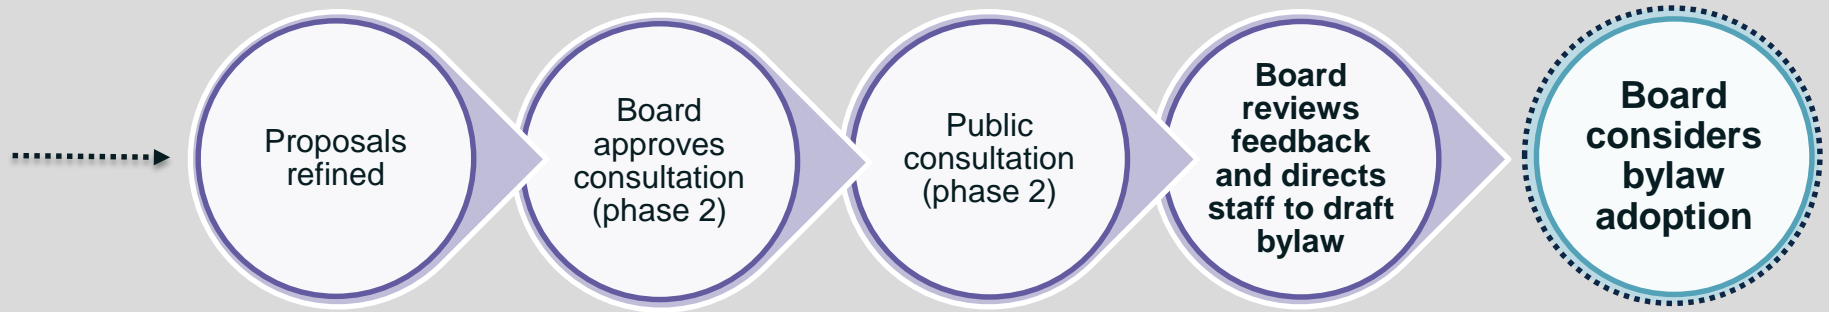 Proposals
refined
Board
approves
consultation
(phase 2)
Public
consultation
(phase 2)
Board
reviews
feedback
and directs
staff to draft
bylaw
Board
considers
bylaw
adoption